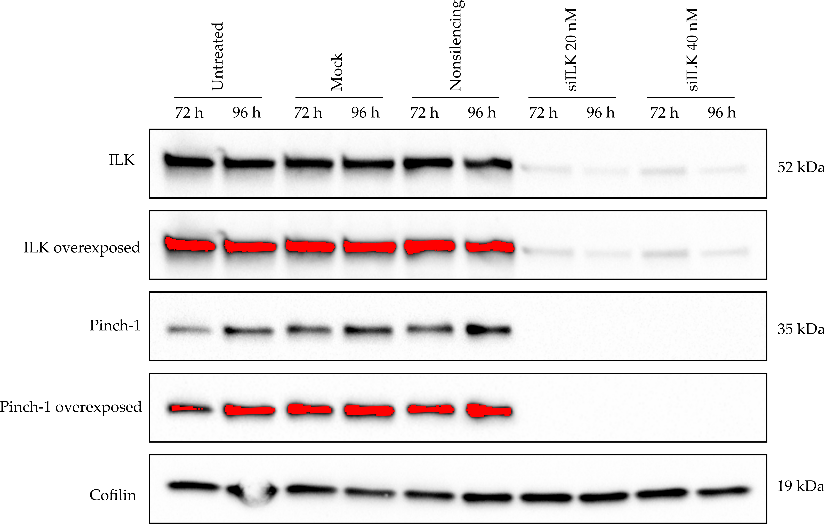 Untreated Mock Nonsilencing siILK 20 nM siILK 40 nM
72 h 96 h 72 h 96 h 72 h 96 h 72 h 96 h 72 h 96 h
ILK 52 kDa
ILK overexposed
Pinch-1 35 kDa
Pinch-1 overexposed
Cofilin 19 kDa